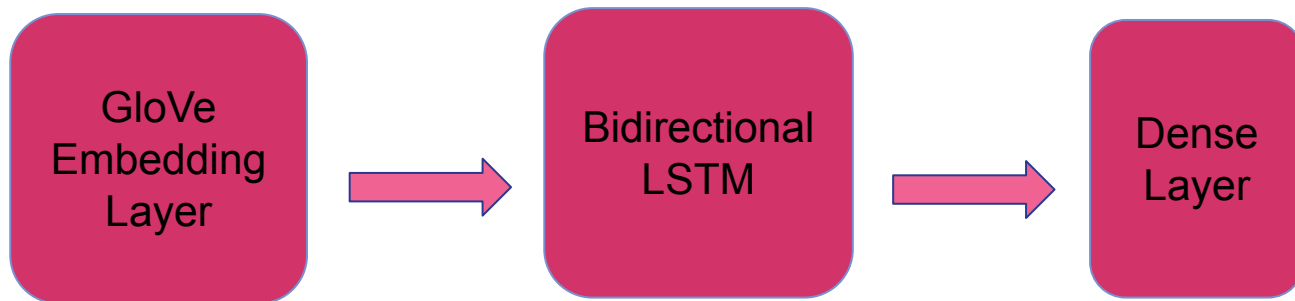 GloVe
Embedding
Layer
Bidirectional
LSTM
Dense
Layer